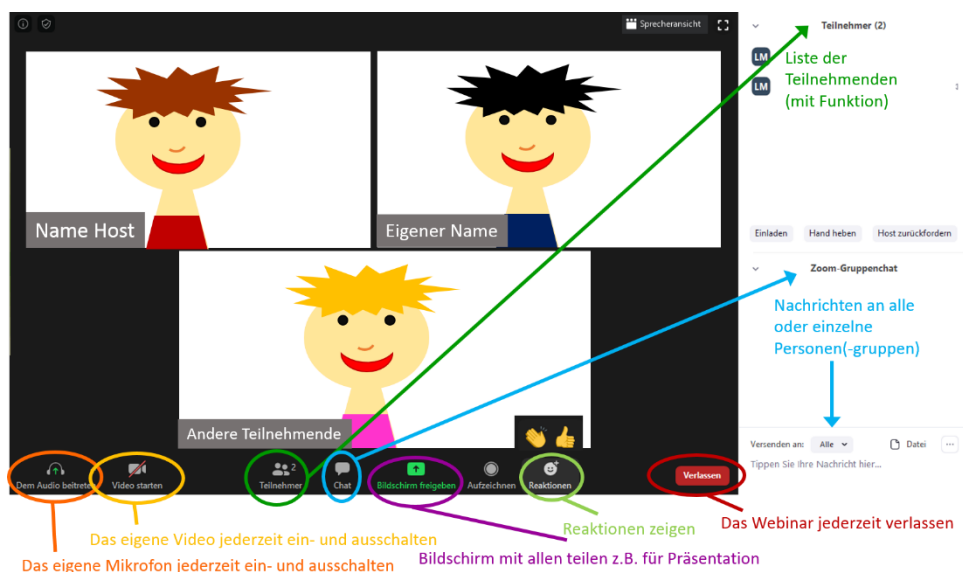 Sprecheransicht
Teilnehmer (2)
LM
Liste der
Teilnehmenden
(mit Funktion)
LM
Name Host
Eigener Name
Einladen Hand heben Host zurückfordern
Zoom-Gruppenchat
Nachrichten an alle
oder einzelne
Personen(-gruppen)
Andere Teilnehmende
Versenden an: Alle Datei
Tippen Sie Ihre Nachricht hier...
2
Dem Audio beitreten Video starten Teilnehmer Chat Bildschirm freigeben Aufzeichnen Reaktionen Verlassen
Reaktionen zeigen
Das Webinar jederzeit verlassen
Das eigene Video jederzeit ein- und ausschalten
Bildschirm mit allen teilen z.B. für Präsentation
Das eigene Mikrofon jederzeit ein- und ausschalten